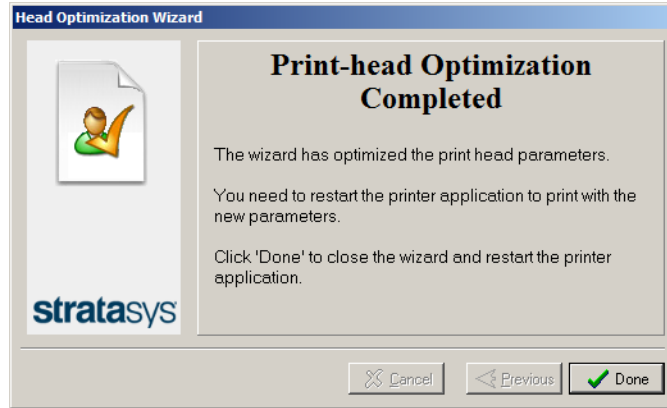 Head Optimization Wizard
Print-head Optimization
Completed
The wizard has optimized the print head parameters.
You need to restart the printer application to print with the
new parameters.
Click 'Done' to close the wizard and restart the printer
application.
stratasys
Cancel
Previous
Done